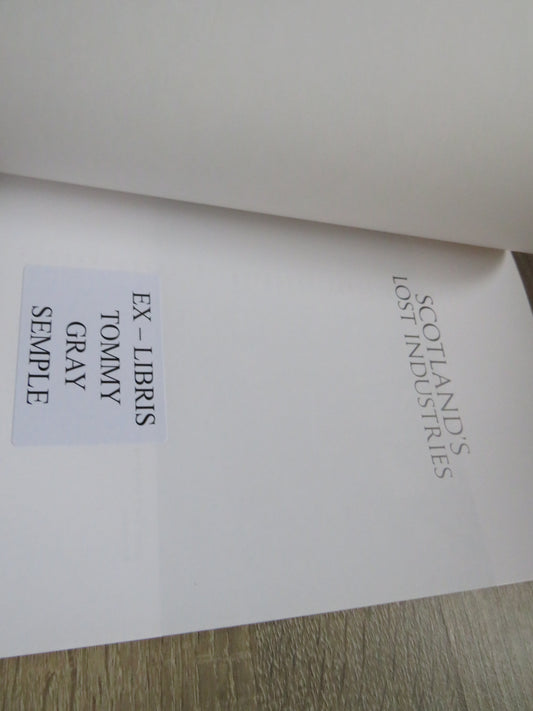 SCOTLAND'S
LOST INDUSTRIES
EX – LIBRIS
TOMMY
GRAY
SEMPLE